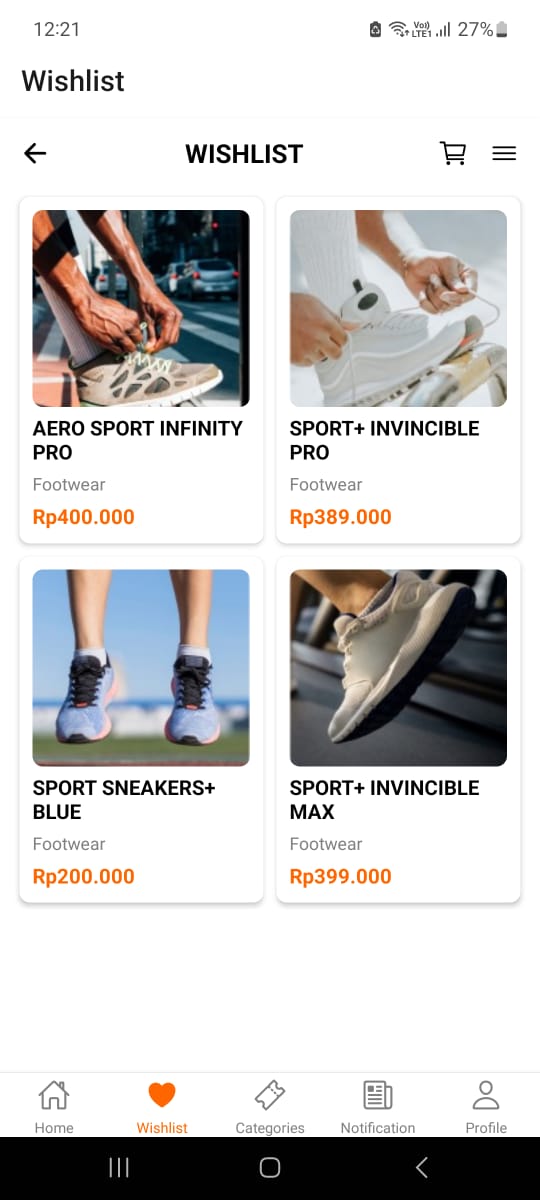 12:21
Vo))
LTE1
27%
Wishlist
WISHLIST
AERO SPORT INFINITY
PRO
Footwear
Rp400.000
SPORT+ INVINCIBLE
PRO
Footwear
Rp389.000
SPORT SNEAKERS+
BLUE
Footwear
Rp200.000
SPORT+ INVINCIBLE
MAX
Footwear
Rp399.000
Home
Wishlist
Categories
Notification
Profile